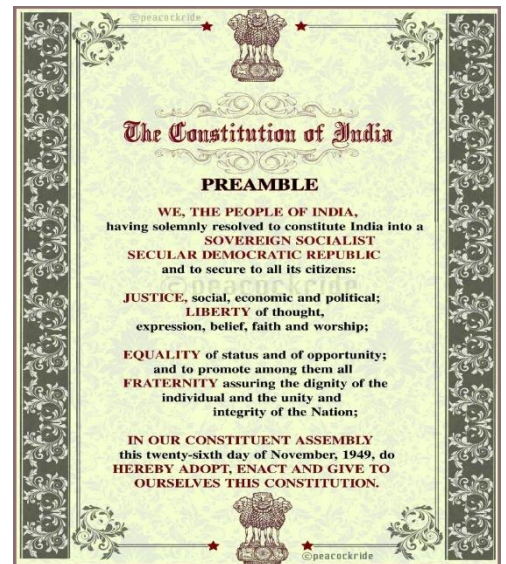 ©peacockride
The Constitution of India
PREAMBLE
WE, THE PEOPLE OF INDIA,
having solemnly resolved to constitute India into a
SOVEREIGN SOCIALIST
SECULAR DEMOCRATIC REPUBLIC
and to secure to all its citizens:
©peacockride
JUSTICE, social, economic and political;
LIBERTY of thought,
expression, belief, faith and worship;
EQUALITY of status and of opportunity;
and to promote among them all
FRATERNITY assuring the dignity of the
individual and the unity and
integrity of the Nation;
IN OUR CONSTITUENT ASSEMBLY
this twenty-sixth day of November, 1949, do
HEREBY ADOPT, ENACT AND GIVE TO
OURSELVES THIS CONSTITUTION.
©peacockride